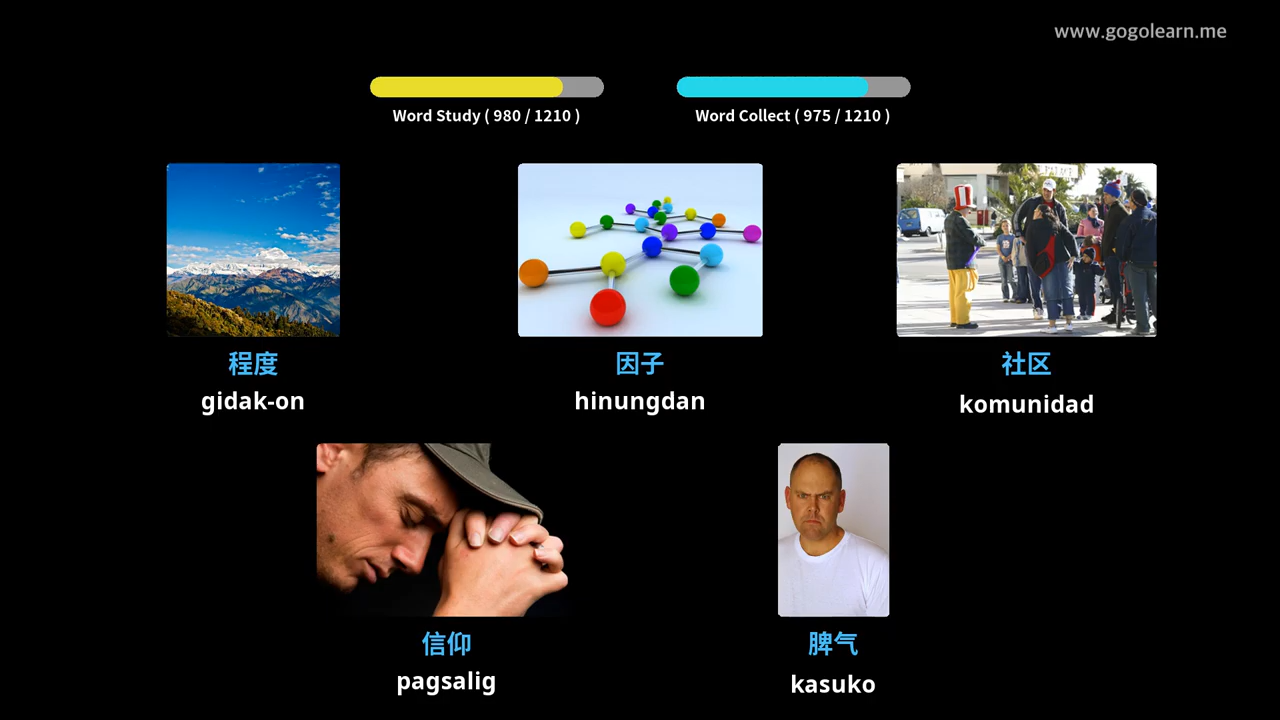 www.gogolearn.me
Word Study ( 980 / 1210 )
Word Collect ( 975 / 1210 )
程度
gidak-on
因子
hinungdan
社区
komunidad
信仰
pagsalig
脾气
kasuko